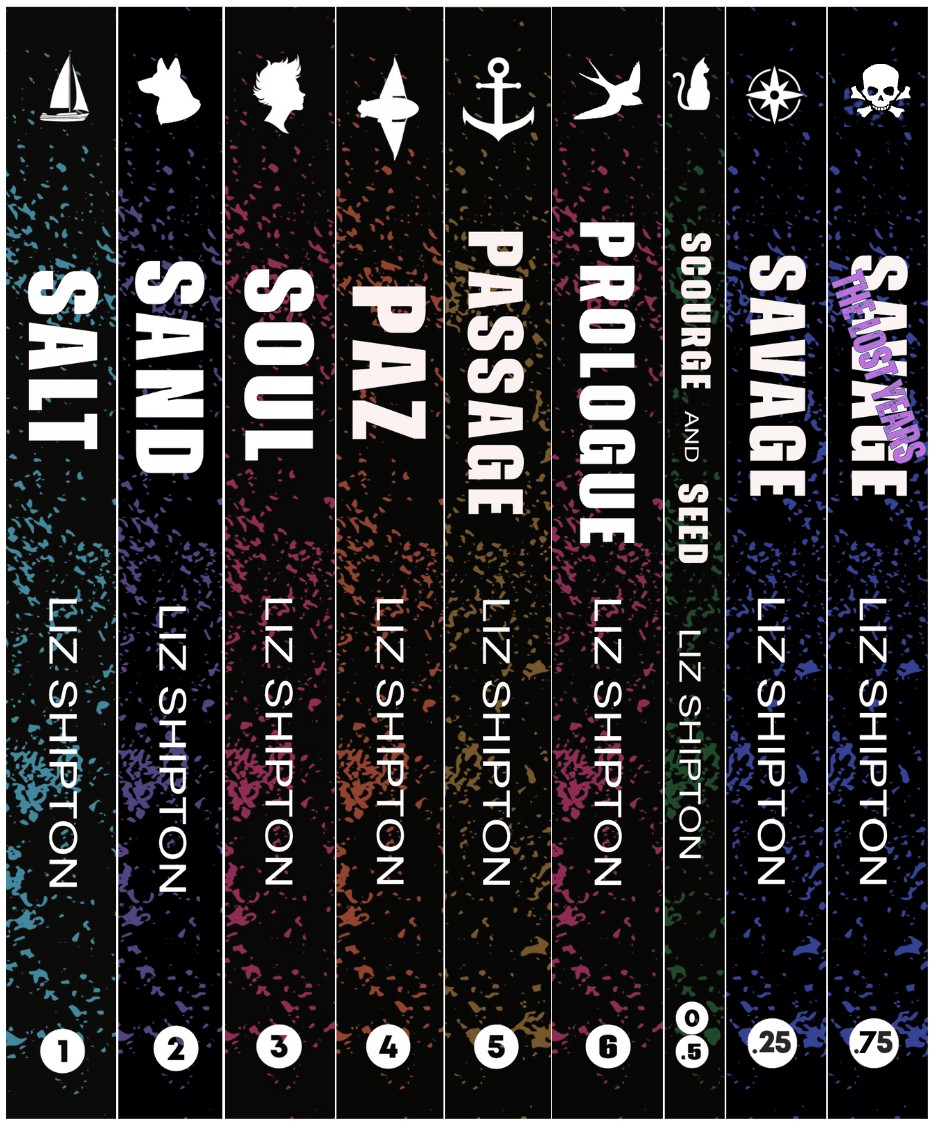 SALT
LIZ SHIPTON
1
SAND
LIZ SHIPTON
2
SOUL
LIZ SHIPTON
3
PAZ
LIZ SHIPTON
4
PASSAGE
LIZ SHIPTON
5
PROLOGUE
LIZ SHIPTON
6
SCOURGE AND SEED
LIZ SHIPTON
0
.5
SAVAGE
LIZ SHIPTON
.25
SAVAGE
THE LOST YEARS
LIZ SHIPTON
.75